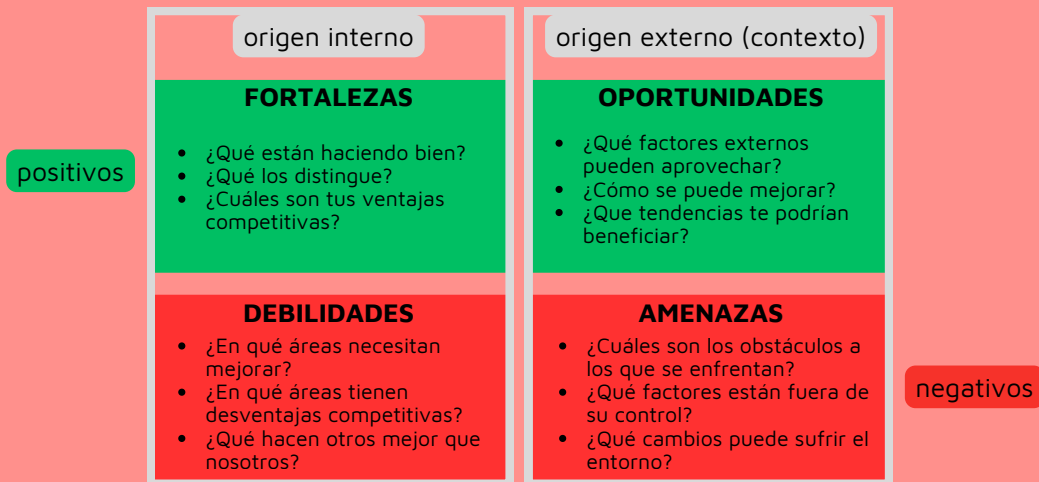 origen interno
origen externo (contexto)
positivos
FORTALEZAS
• ¿Qué están haciendo bien?
• ¿Qué los distingue?
• ¿Cuáles son tus ventajas
competitivas?
OPORTUNIDADES
• ¿Qué factores externos
pueden aprovechar?
• ¿Cómo se puede mejorar?
• ¿Que tendencias te podrían
beneficiar?
DEBILIDADES
• ¿En qué áreas necesitan
mejorar?
• ¿En qué áreas tienen
desventajas competitivas?
• ¿Qué hacen otros mejor que
nosotros?
AMENAZAS
• ¿Cuáles son los obstáculos a
los que se enfrentan?
• ¿Qué factores están fuera de
su control?
• ¿Qué cambios puede sufrir el
entorno?
negativos